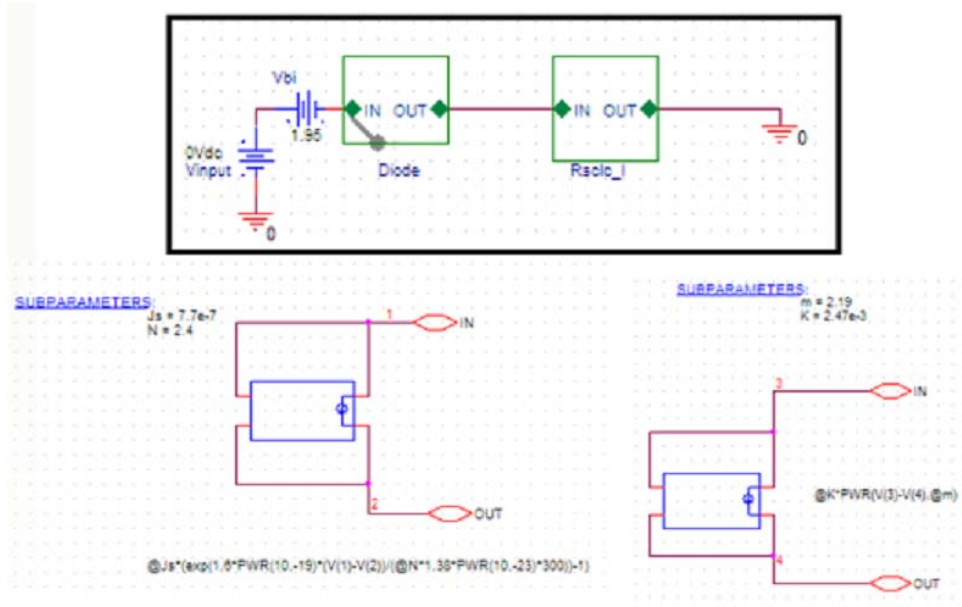 Vbi
IN OUT
IN OUT
1.95
0
0Vdc
Vinput
Diode
Rsclc_I
0
SUBPARAMETERS:
Js = 7.7e-7
N = 2.4
1
IN
2
OUT
@Js*(exp(1.6*PWR(10,-19)*(V(1)-V(2))/(@N*1.38*PWR(10,-23)*300))-1)
SUBPARAMETERS:
m = 2.19
K = 2.47e-3
3
IN
@K*PWR(V(3)-V(4),@m)
4
OUT